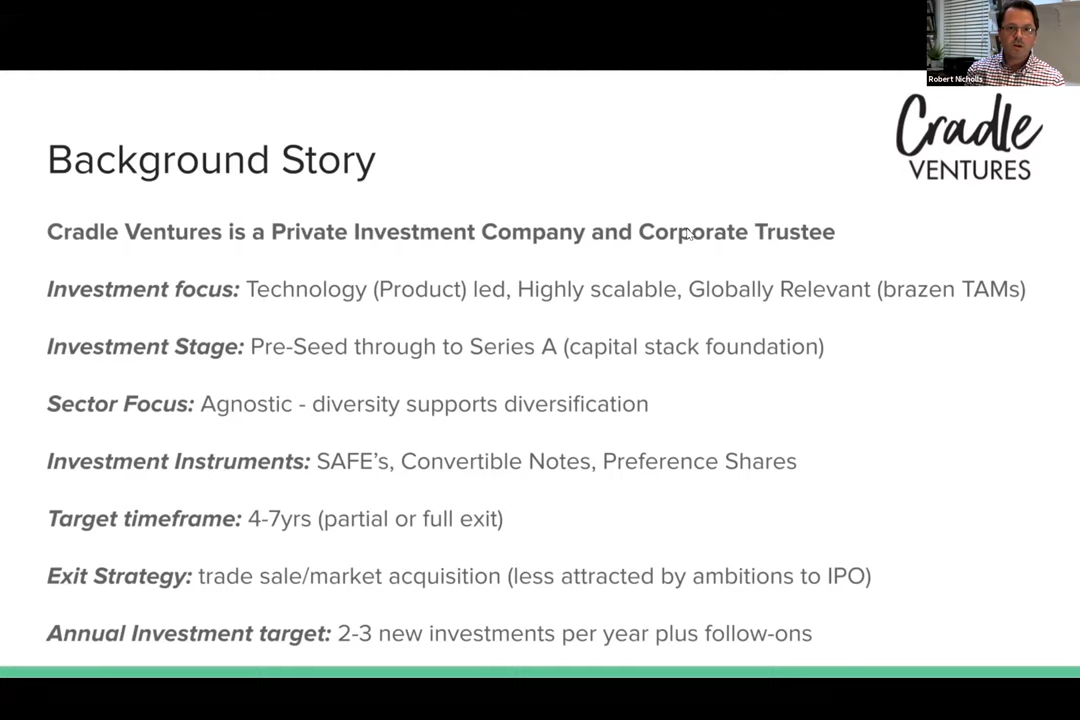 Robert Nicholls
Cradle
VENTURES
Background Story
Cradle Ventures is a Private Investment Company and Corporate Trustee
Investment focus: Technology (Product) led, Highly scalable, Globally Relevant (brazen TAMs)
Investment Stage: Pre-Seed through to Series A (capital stack foundation)
Sector Focus: Agnostic - diversity supports diversification
Investment Instruments: SAFE’s, Convertible Notes, Preference Shares
Target timeframe: 4-7yrs (partial or full exit)
Exit Strategy: trade sale/market acquisition (less attracted by ambitions to IPO)
Annual Investment target: 2-3 new investments per year plus follow-ons